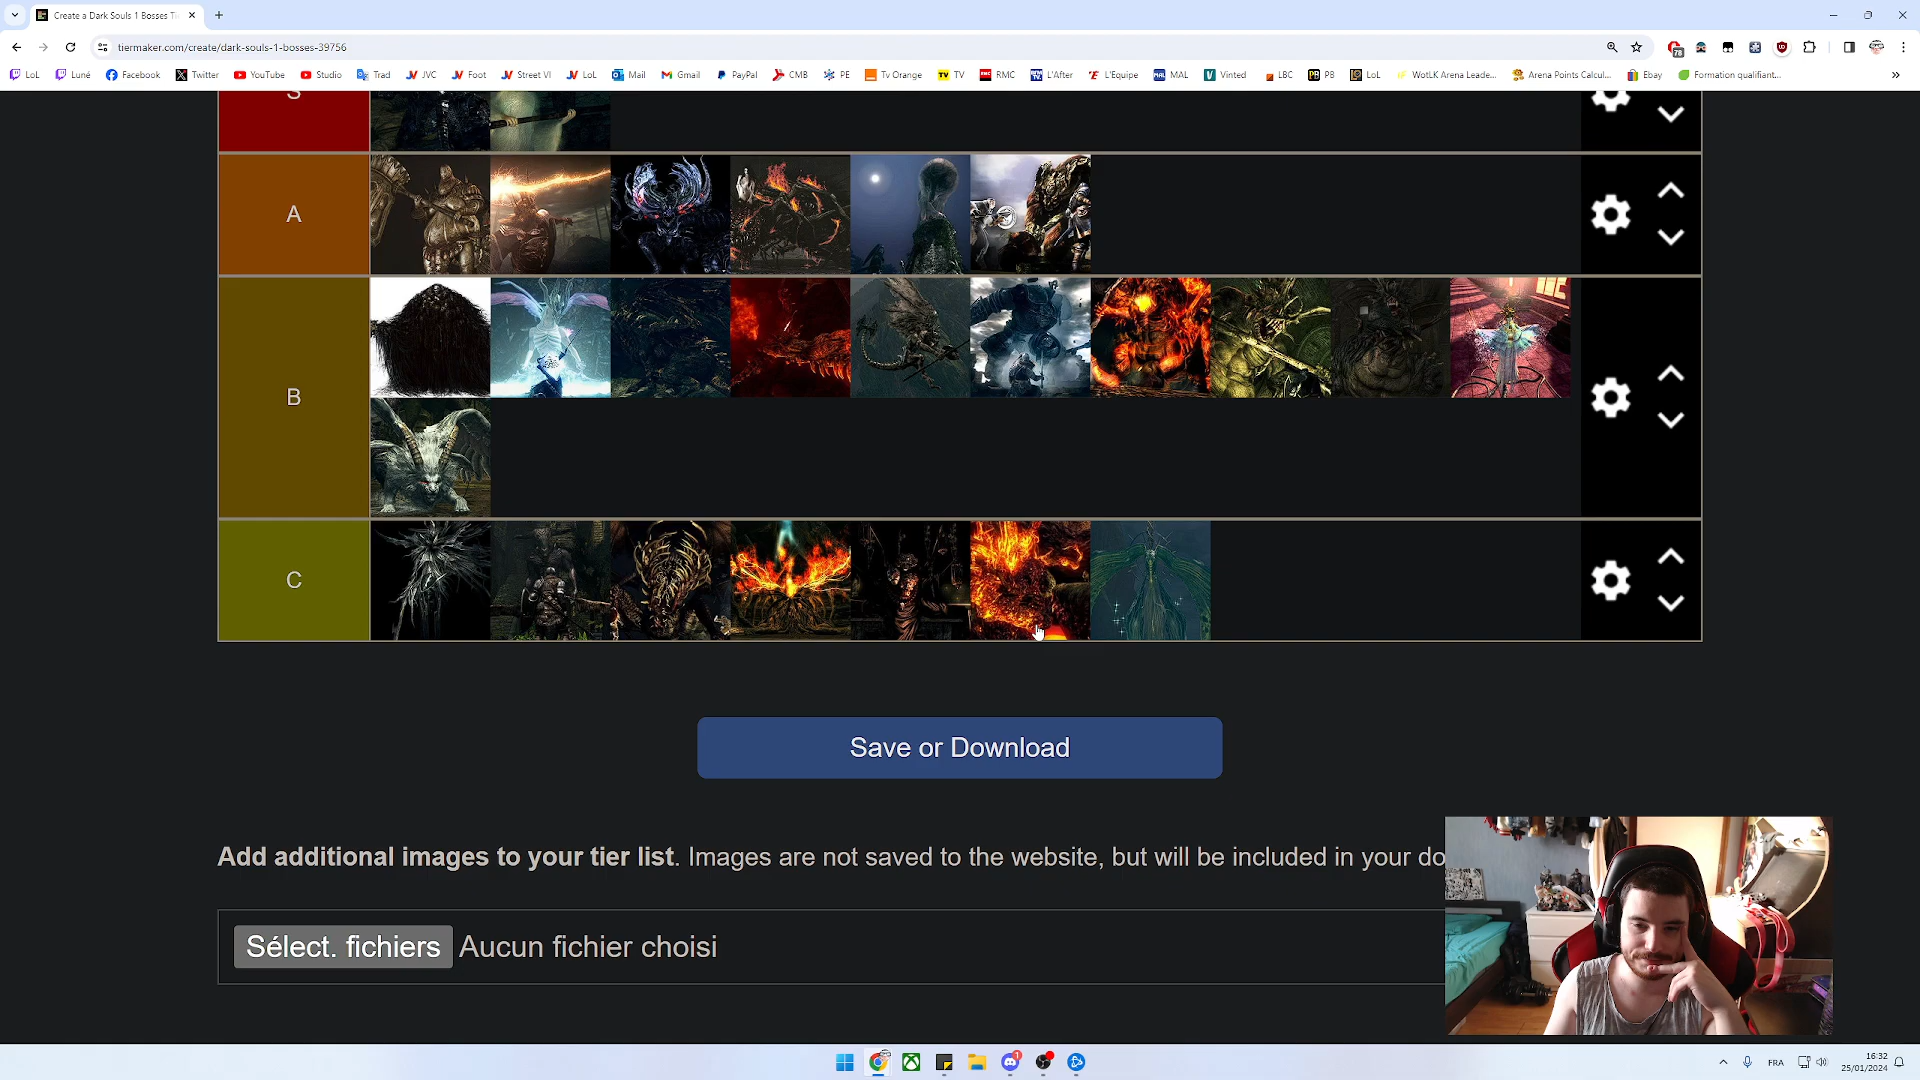 Create a Dark Souls 1 Bosses Ti
tiermaker.com/create/dark-souls-1-bosses-39756
78
LoL Luné Facebook Twitter YouTube Studio Trad JVC Foot Street VI LoL Mail Gmail PayPal CMB PE Tv Orange TV RMC L'After L'Equipe MAL Vinted LBC PB LoL WotLK Arena Leade... Arena Points Calcul... Ebay Formation qualifiant...
S
A
B
C
Save or Download
Add additional images to your tier list. Images are not saved to the website, but will be included in your do
Sélect. fichiers Aucun fichier choisi
1
FRA
16:32
25/01/2024